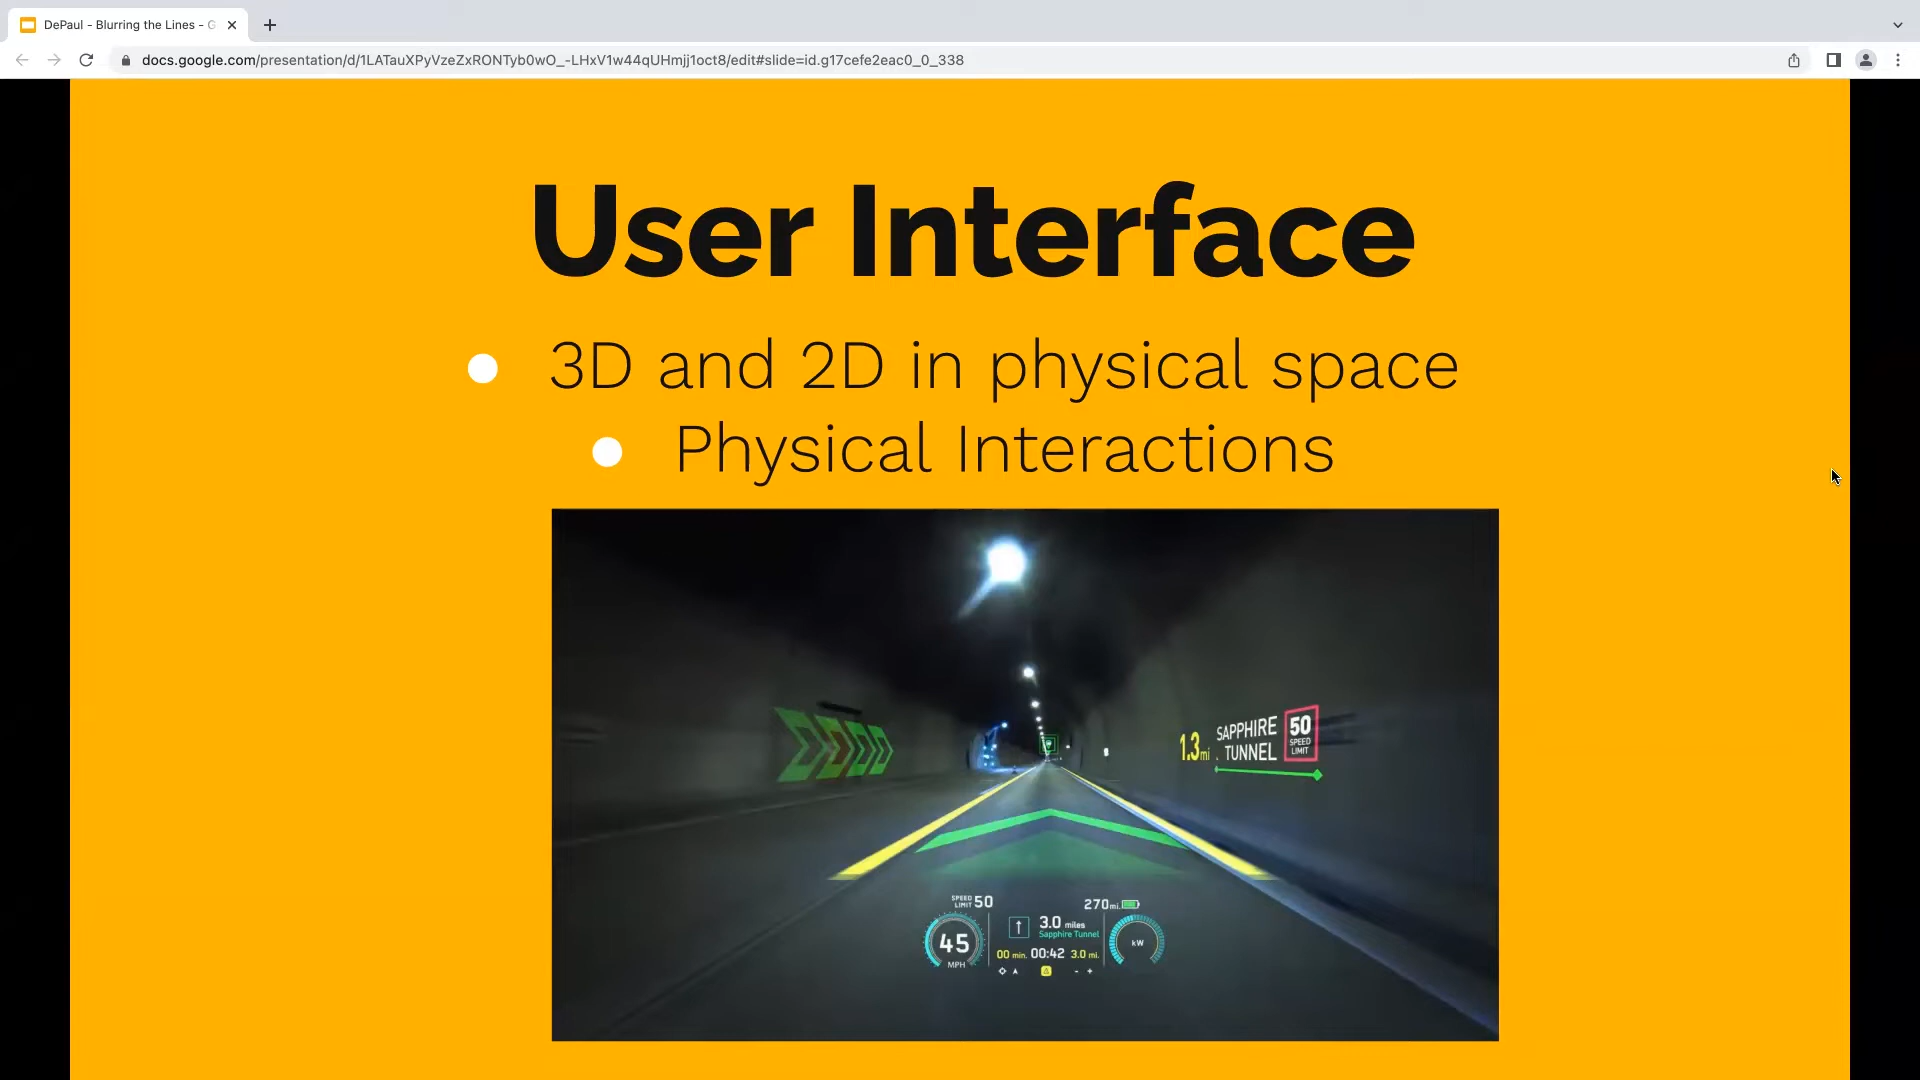 DePaul - Blurring the Lines - G
docs.google.com/presentation/d/1LATauXPyVzeZxRONTyb0wO_-LHxV1w44qUHmjj1oct8/edit#slide=id.g17cefe2eac0_0_338
User Interface
3D and 2D in physical space
Physical Interactions
1.3mi
SAPPHIRE
TUNNEL
50
SPEED
LIMIT
SPEED
LIMIT 50
270mi.
45
MPH
3.0 miles
Sapphire Tunnel
00 min. 00:42 3.0 mi.
kW